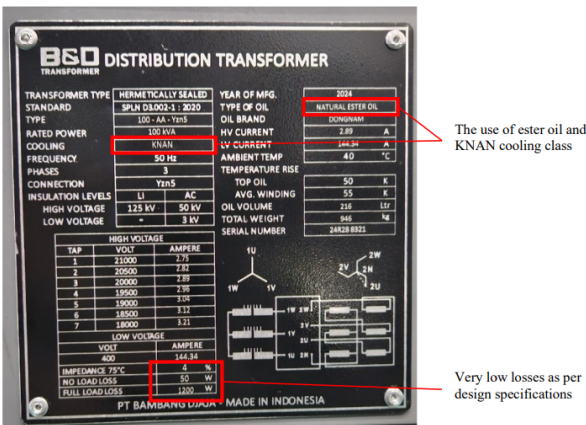 B&D DISTRIBUTION TRANSFORMER
TRANSFORMER
TRANSFORMER TYPE HERMETICALLY SEALED
STANDARD SPLN D3.002-1 : 2020
TYPE 100 - AA - Yzn5
RATED POWER 100 kVA
COOLING KNAN
FREQUENCY 50 Hz
PHASES 3
CONNECTION Yzn5
INSULATION LEVELS LI AC
HIGH VOLTAGE 125 kV 50 kV
LOW VOLTAGE - 3 kV
YEAR OF MFG. 2024
TYPE OF OIL NATURAL ESTER OIL
OIL BRAND DONGNAM
HV CURRENT 2.89 A
LV CURRENT 144.34 A
AMBIENT TEMP 40 °C
TEMPERATURE RISE
TOP OIL 50 K
AVG. WINDING 55 K
OIL VOLUME 216 Ltr
TOTAL WEIGHT 946 kg
SERIAL NUMBER 24R28 8321
HIGH VOLTAGE
TAP VOLT AMPERE
1 21000 2.75
2 20500 2.82
3 20000 2.89
4 19500 2.96
5 19000 3.04
6 18500 3.12
7 18000 3.21
LOW VOLTAGE
VOLT AMPERE
400 144.34
IMPEDANCE 75°C 4 %
NO LOAD LOSS 50 W
FULL LOAD LOSS 1200 W
1U
1W 1V
2W
2V 2N
2U
1W 2W
2V
1V
2U
1U 2N
PT BAMBANG DJAJA - MADE IN INDONESIA
The use of ester oil and
KNAN cooling class
Very low losses as per
design specifications